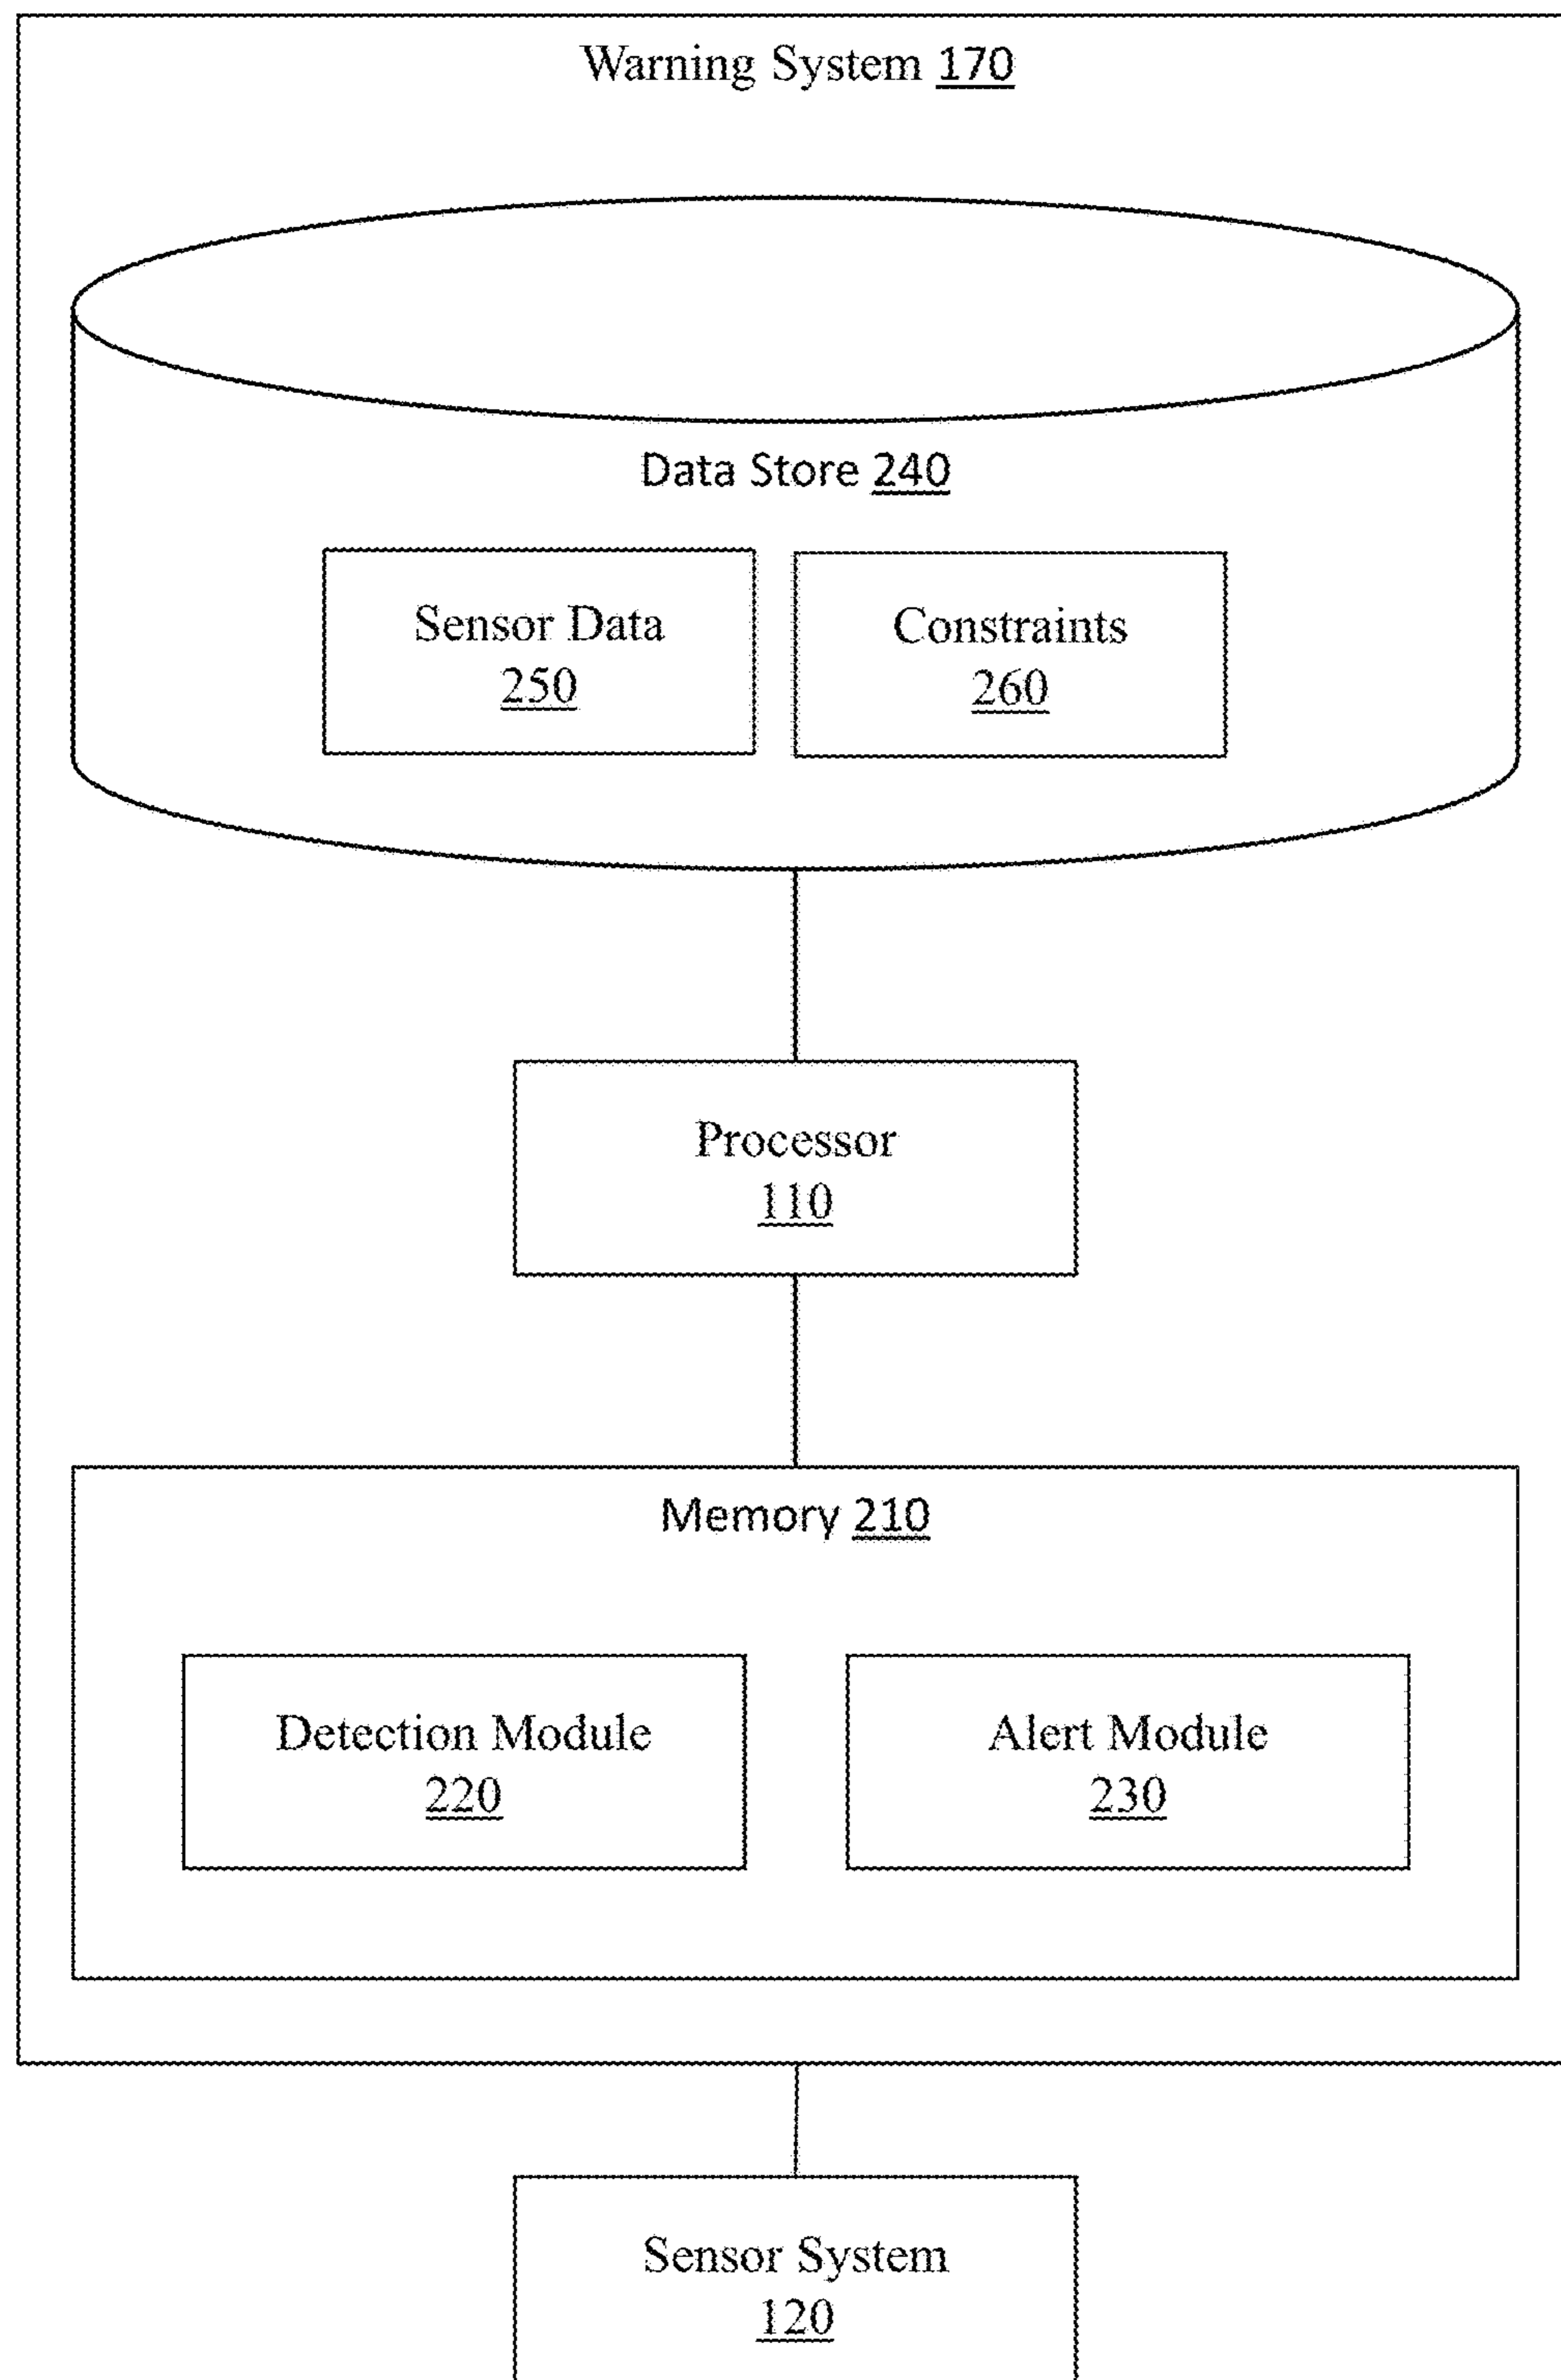 Warning System 170
Data Store 240
Sensor Data
250
Constraints
260
Processor
110
Memory 210
Detection Module
220
Alert Module
230
Sensor System
120